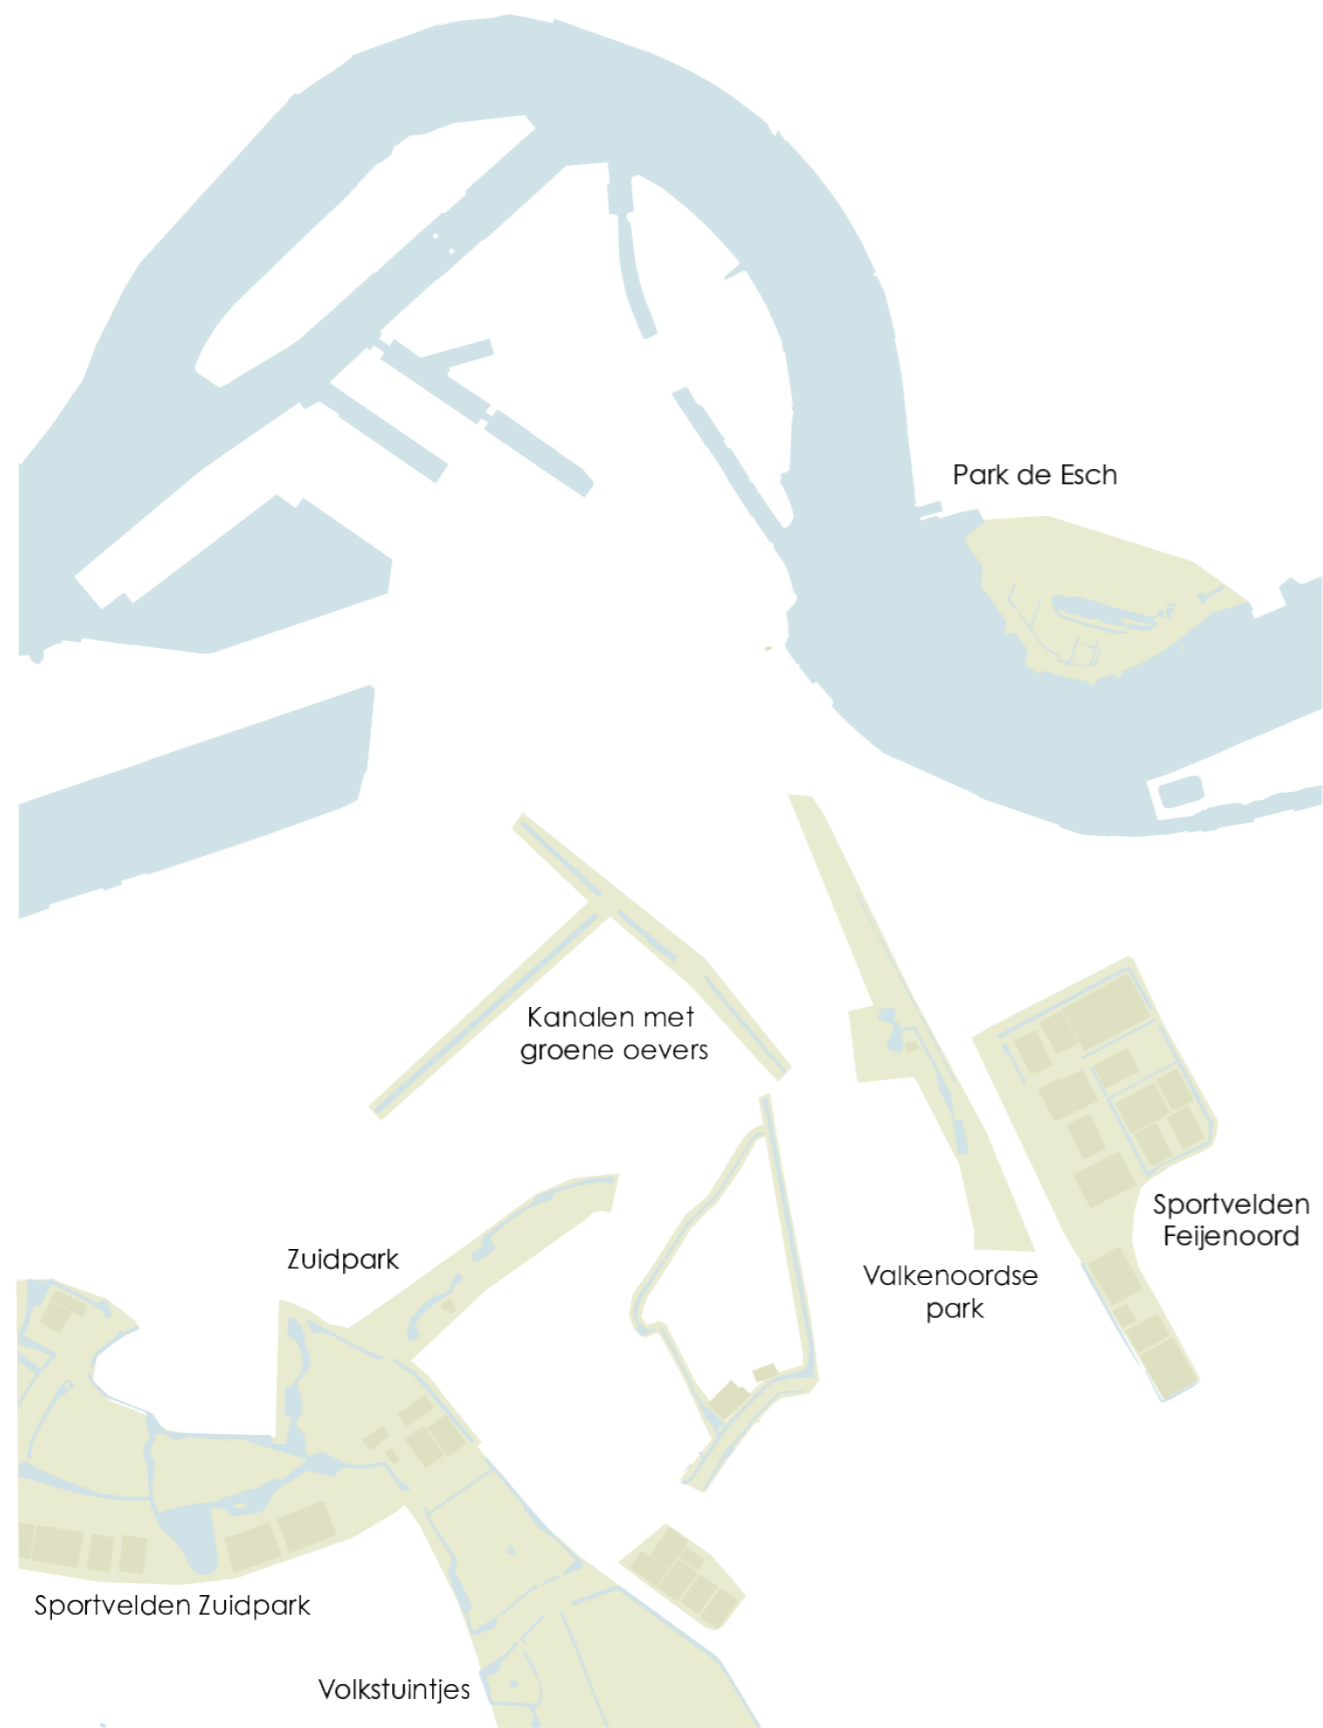 Park de Esch
Kanalen met
groene oevers
Sportvelden
Feijenoord
Zuidpark
Valkenoordse
park
Sportvelden Zuidpark
Volkstuintjes